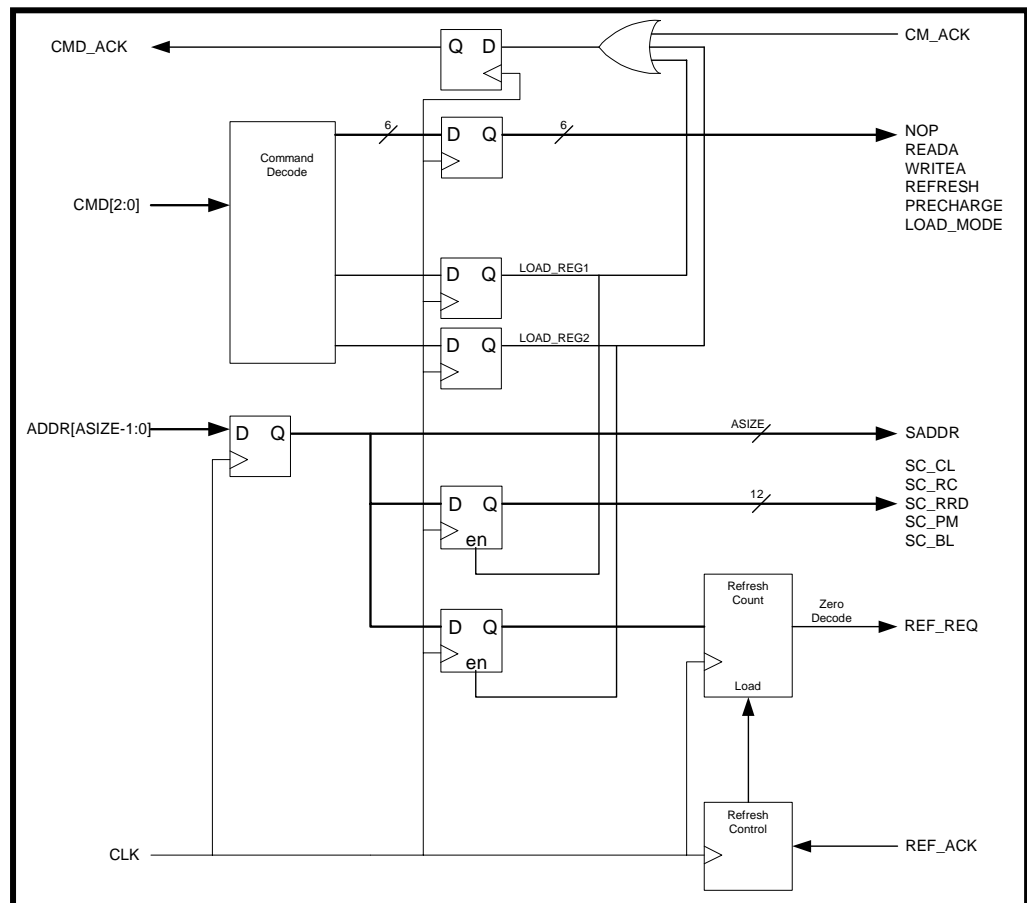 CMD_ACK
Q D
CM_ACK
6
D Q
6
NOP
READA
WRITEA
REFRESH
PRECHARGE
LOAD_MODE
Command
Decode
CMD[2:0]
D Q
LOAD_REG1
D Q
LOAD_REG2
ADDR[ASIZE-1:0]
D Q
ASIZE
SADDR
D Q
en
12
SC_CL
SC_RC
SC_RRD
SC_PM
SC_BL
D Q
en
Refresh
Count
Load
Zero
Decode
REF_REQ
Refresh
Control
REF_ACK
CLK